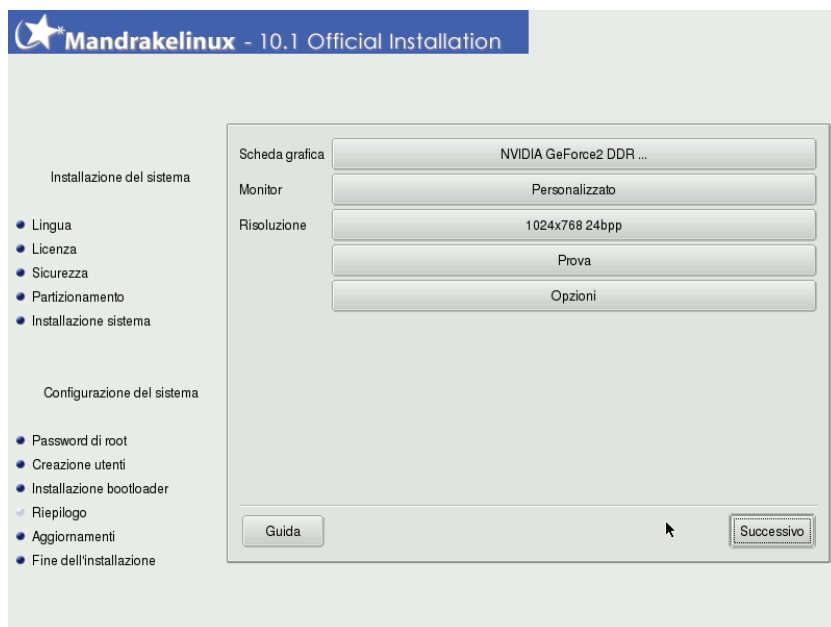 Mandrakelinux - 10.1 Official Installation
Installazione del sistema
Lingua
Licenza
Sicurezza
Partizionamento
Installazione sistema
Configurazione del sistema
Password di root
Creazione utenti
Installazione bootloader
Riepilogo
Aggiornamenti
Fine dell'installazione
Scheda grafica NVIDIA GeForce2 DDR ...
Monitor Personalizzato
Risoluzione 1024x768 24bpp
Prova
Opzioni
Guida Successivo